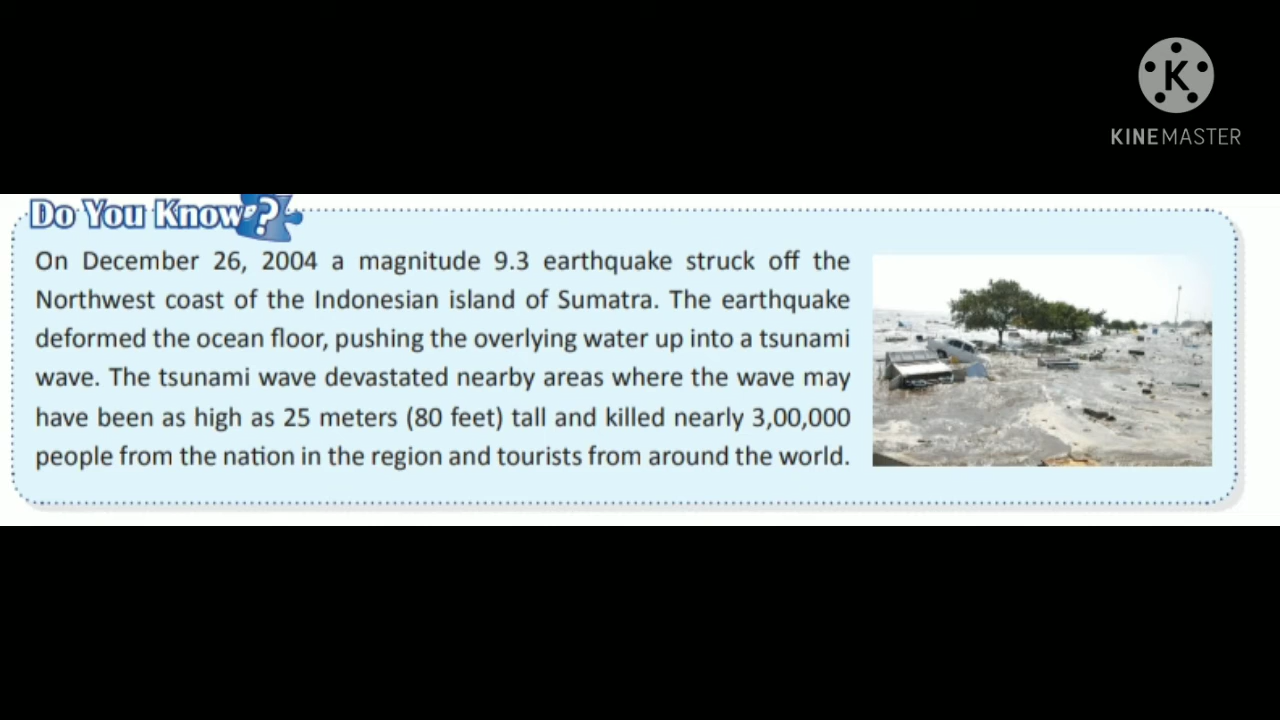 K
KINEMASTER
Do You Know?
On December 26, 2004 a magnitude 9.3 earthquake struck off the
Northwest coast of the Indonesian island of Sumatra. The earthquake
deformed the ocean floor, pushing the overlying water up into a tsunami
wave. The tsunami wave devastated nearby areas where the wave may
have been as high as 25 meters (80 feet) tall and killed nearly 3,00,000
people from the nation in the region and tourists from around the world.